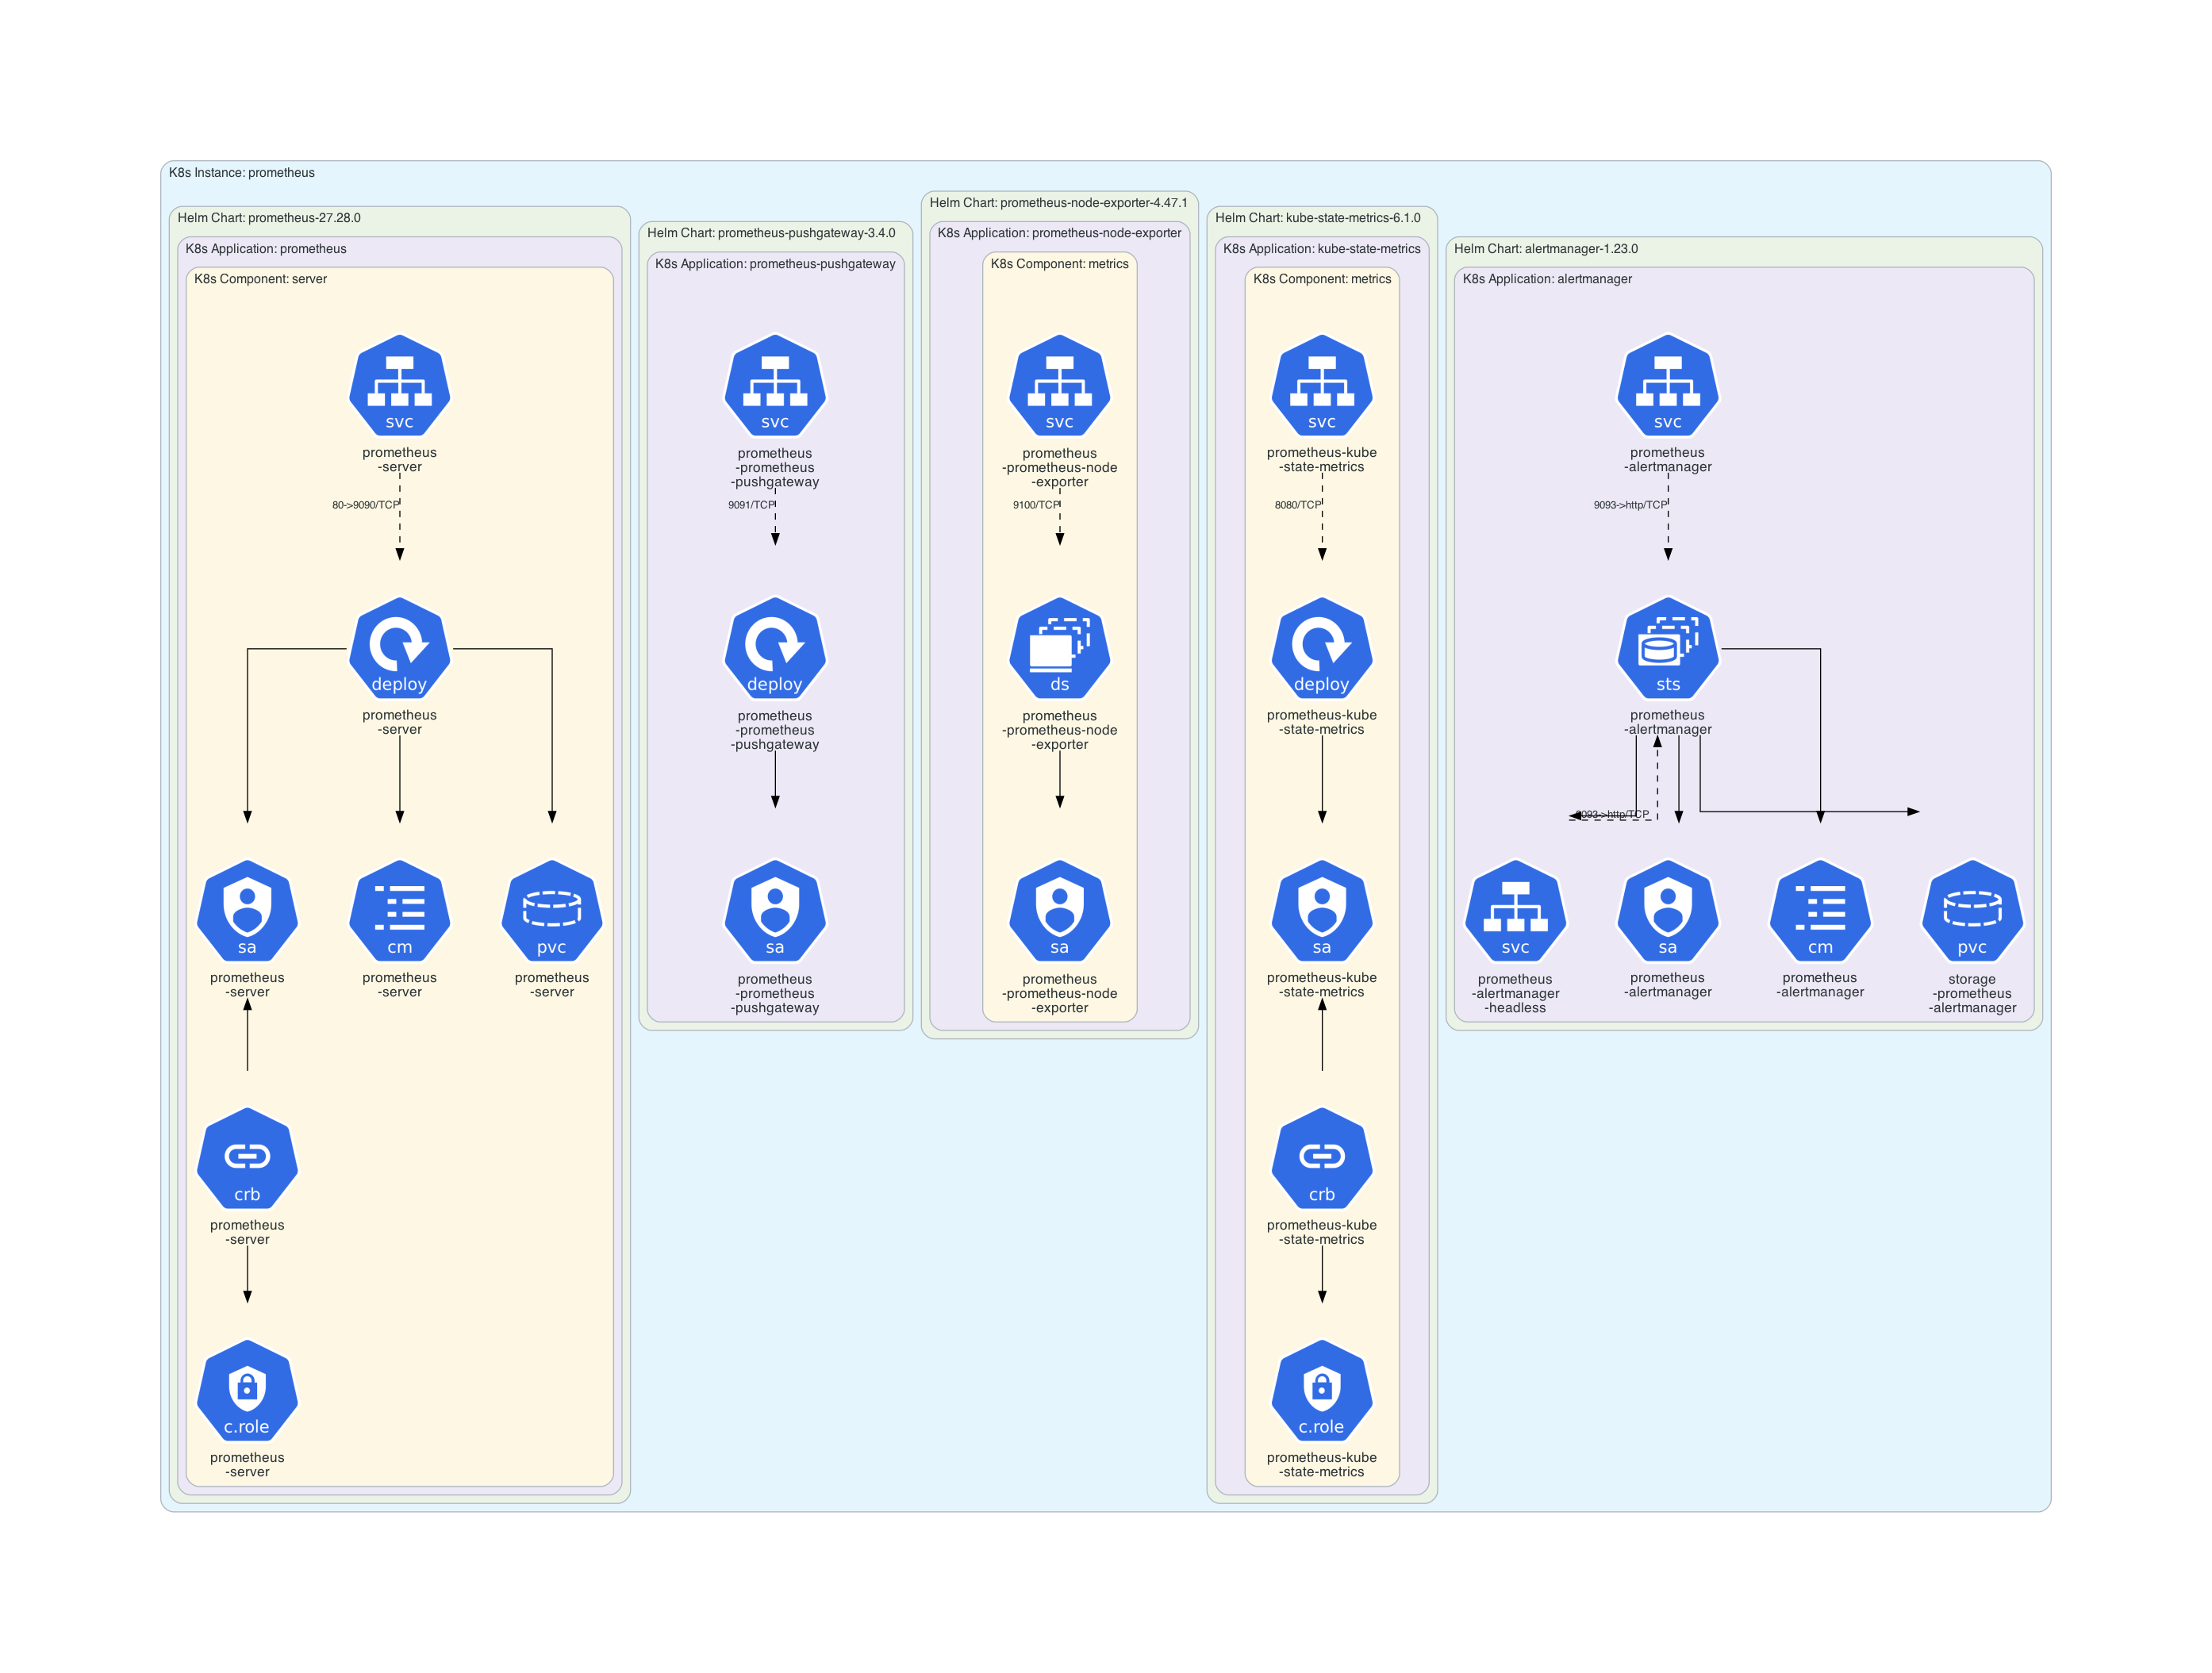 K8s Instance: prometheus
Helm Chart: prometheus-27.28.0
K8s Application: prometheus
K8s Component: server
svc
prometheus
-server
80->9090/TCP
deploy
prometheus
-server
sa
prometheus
-server
cm
prometheus
-server
pvc
prometheus
-server
crb
prometheus
-server
c.role
prometheus
-server
Helm Chart: prometheus-pushgateway-3.4.0
K8s Application: prometheus-pushgateway
svc
prometheus
-prometheus
-pushgateway
9091/TCP
deploy
prometheus
-prometheus
-pushgateway
sa
prometheus
-prometheus
-pushgateway
Helm Chart: prometheus-node-exporter-4.47.1
K8s Application: prometheus-node-exporter
K8s Component: metrics
svc
prometheus
-prometheus-node
-exporter
9100/TCP
ds
prometheus
-prometheus-node
-exporter
sa
prometheus
-prometheus-node
-exporter
Helm Chart: kube-state-metrics-6.1.0
K8s Application: kube-state-metrics
K8s Component: metrics
svc
prometheus-kube
-state-metrics
8080/TCP
deploy
prometheus-kube
-state-metrics
sa
prometheus-kube
-state-metrics
crb
prometheus-kube
-state-metrics
c.role
prometheus-kube
-state-metrics
Helm Chart: alertmanager-1.23.0
K8s Application: alertmanager
svc
prometheus
-alertmanager
9093->http/TCP
sts
prometheus
-alertmanager
9093->http/TCP
svc
prometheus
-alertmanager
-headless
sa
prometheus
-alertmanager
cm
prometheus
-alertmanager
pvc
storage
-prometheus
-alertmanager